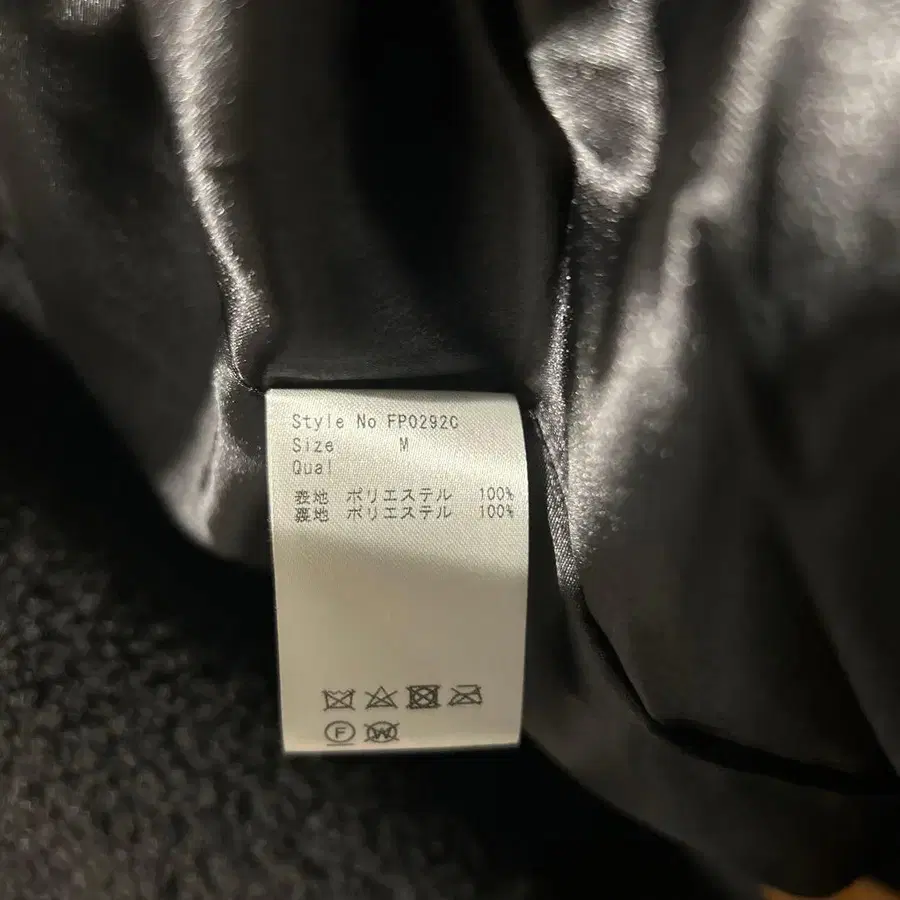 Style No FP0292C
Size M
Qual
表地 ポリエステル 100%
裏地 ポリエステル 100%
F
W